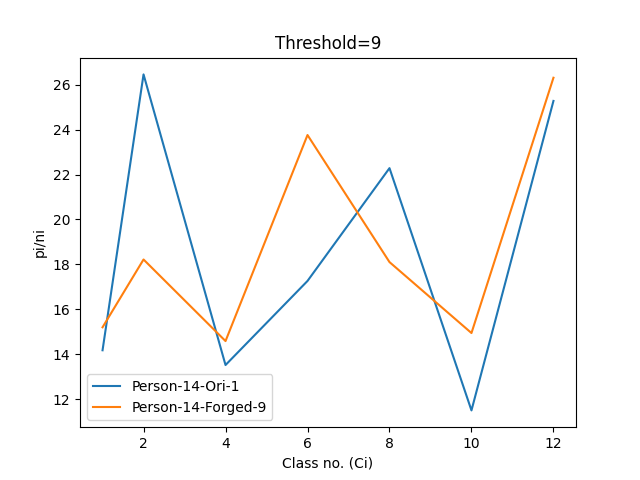 Threshold=9
pi/ni
26
24
22
20
18
16
14
12
Person-14-Ori-1
Person-14-Forged-9
2 4 6 8 10 12
Class no. (Ci)